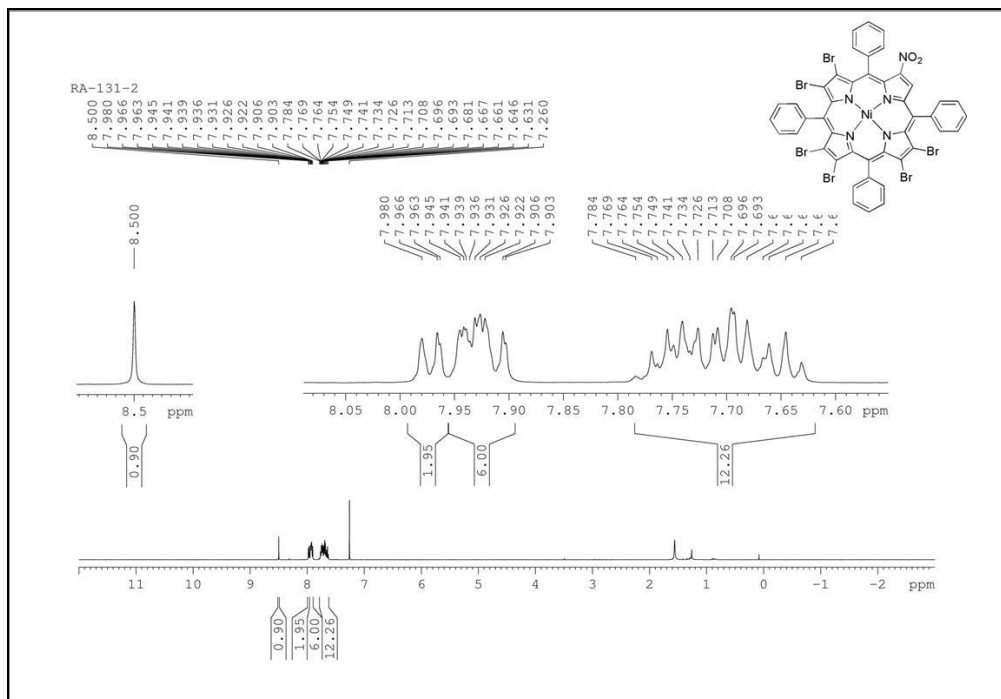 RA-131-2
8.500 7.980 7.966 7.963 7.945 7.941 7.939 7.936 7.931 7.926 7.922 7.906 7.903 7.784 7.769 7.764 7.754 7.749 7.741 7.734 7.726 7.713 7.708 7.696 7.693 7.681 7.667 7.661 7.646 7.631 7.260
NO₂
Br
Br
N N
Ni
N N
Br Br
Br Br
8.500
7.980 7.966 7.963 7.945 7.941 7.939 7.936 7.931 7.926 7.922 7.906 7.903
7.784 7.769 7.764 7.754 7.749 7.741 7.734 7.726 7.713 7.708 7.696 7.693
8.5 ppm
8.05 8.00 7.95 7.90 7.85 7.80 7.75 7.70 7.65 7.60 ppm
0.90 1.95 6.00 12.26
11 10 9 8 7 6 5 4 3 2 1 0 -1 -2 ppm
0.90 1.95 6.00 12.26